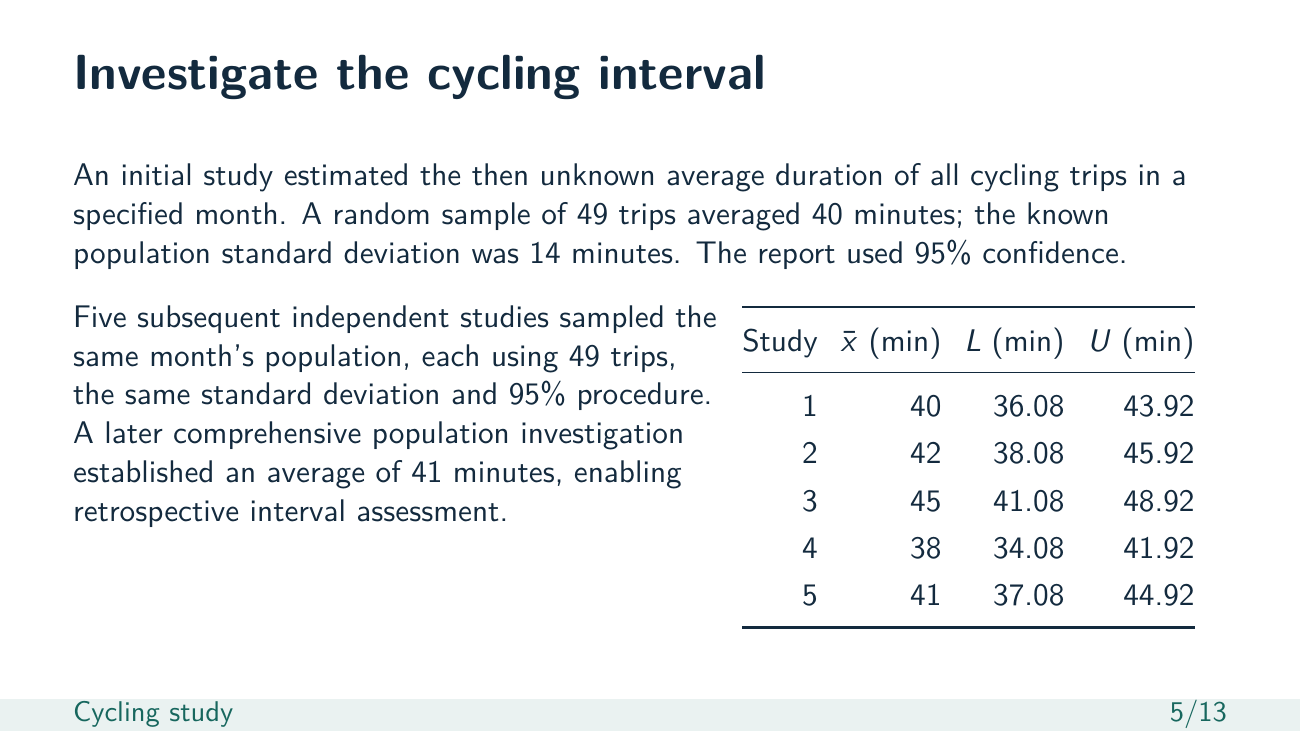 Investigate the cycling interval
An initial study estimated the then unknown average duration of all cycling trips in a
specified month. A random sample of 49 trips averaged 40 minutes; the known
population standard deviation was 14 minutes. The report used 95% confidence.
Five subsequent independent studies sampled the
same month's population, each using 49 trips,
the same standard deviation and 95% procedure.
A later comprehensive population investigation
established an average of 41 minutes, enabling
retrospective interval assessment.
Study x̄ (min) L (min) U (min)
1 40 36.08 43.92
2 42 38.08 45.92
3 45 41.08 48.92
4 38 34.08 41.92
5 41 37.08 44.92
Cycling study 5/13